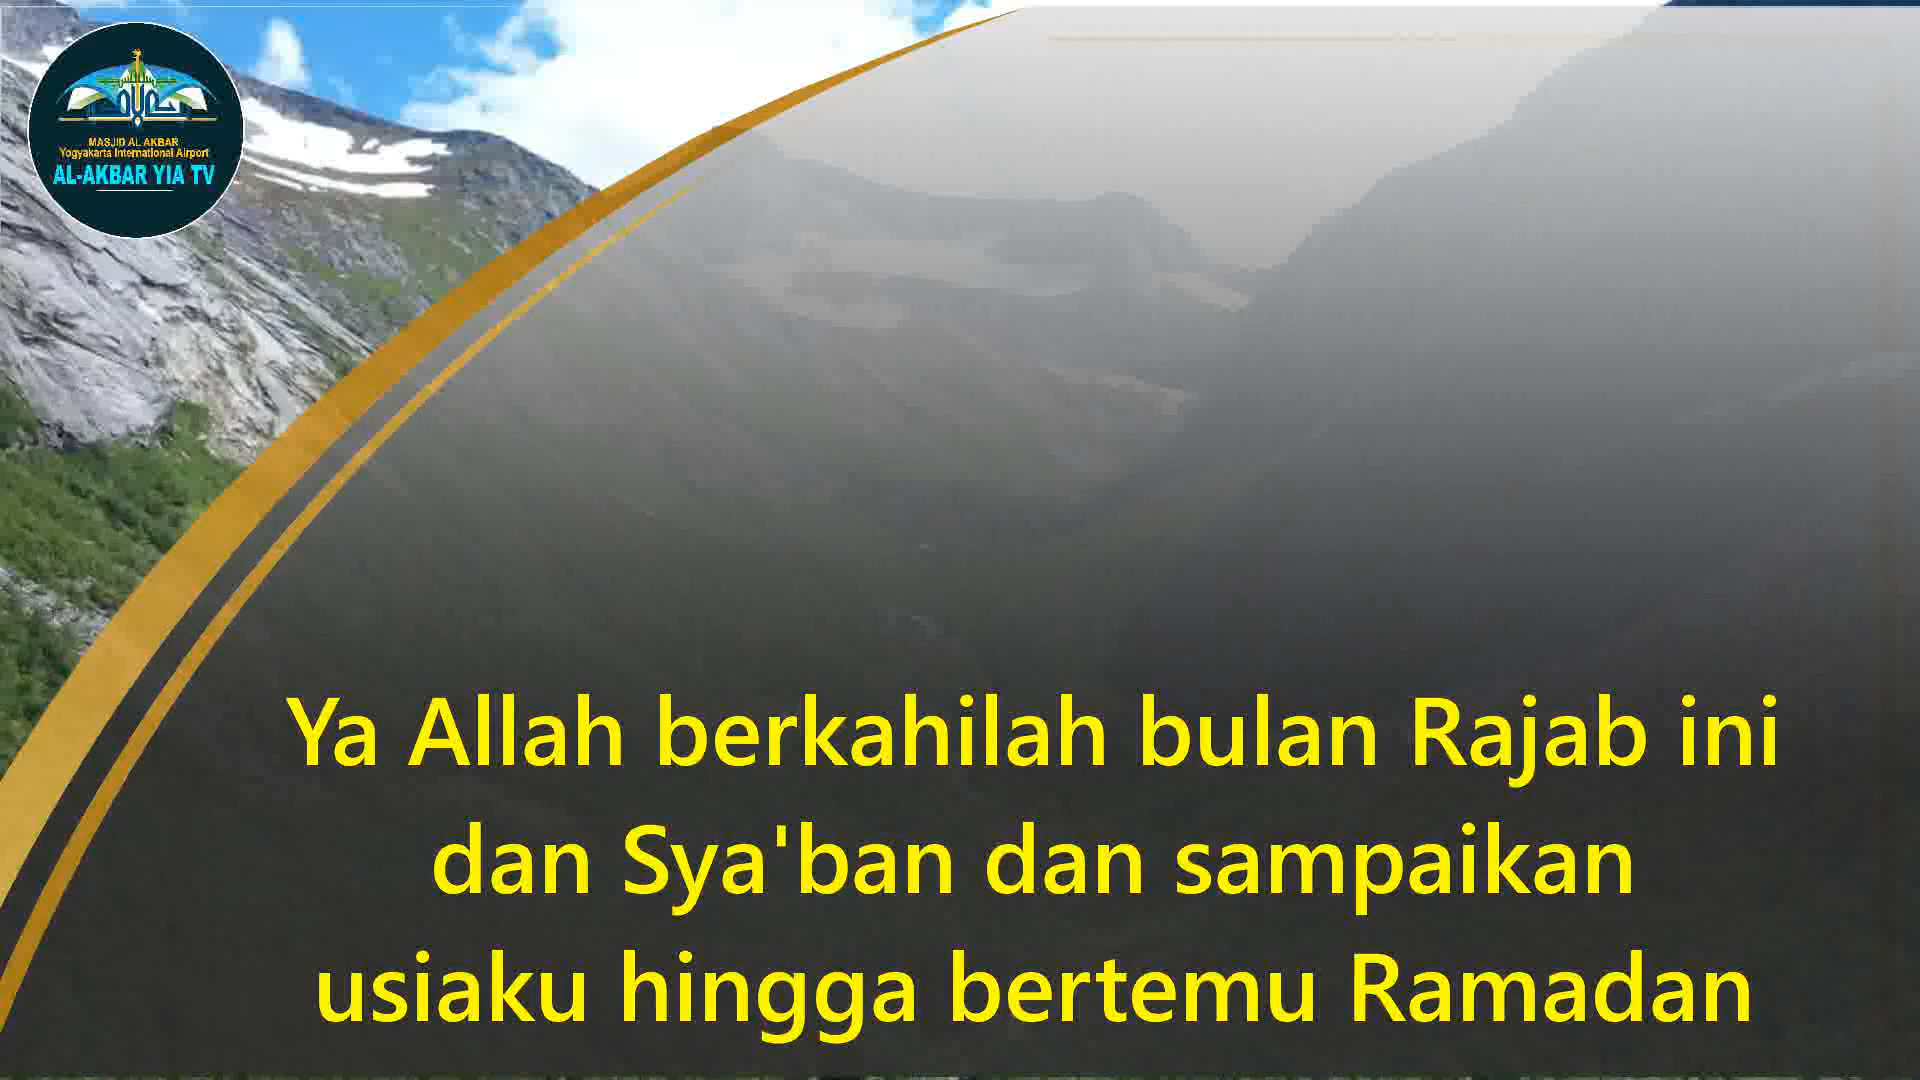 MASJID AL AKBAR
Yogyakarta International Airport
AL-AKBAR YIA TV
Ya Allah berkahilah bulan Rajab ini
dan Sya'ban dan sampaikan
usiaku hingga bertemu Ramadan